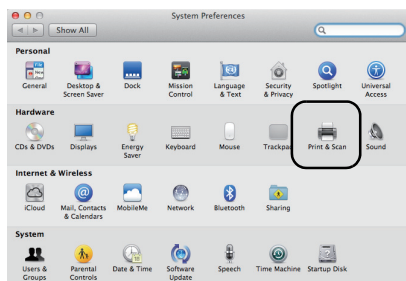 System Preferences
Show All
Personal
General
Desktop &
Screen Saver
Dock
Mission
Control
Language
& Text
Security
& Privacy
Spotlight
Universal
Access
Hardware
CDs & DVDs
Displays
Energy
Saver
Keyboard
Mouse
Trackpad
Print & Scan
Sound
Internet & Wireless
iCloud
Mail, Contacts
& Calendars
MobileMe
Network
Bluetooth
Sharing
System
Users &
Groups
Parental
Controls
Date & Time
Software
Update
Speech
Time Machine
Startup Disk